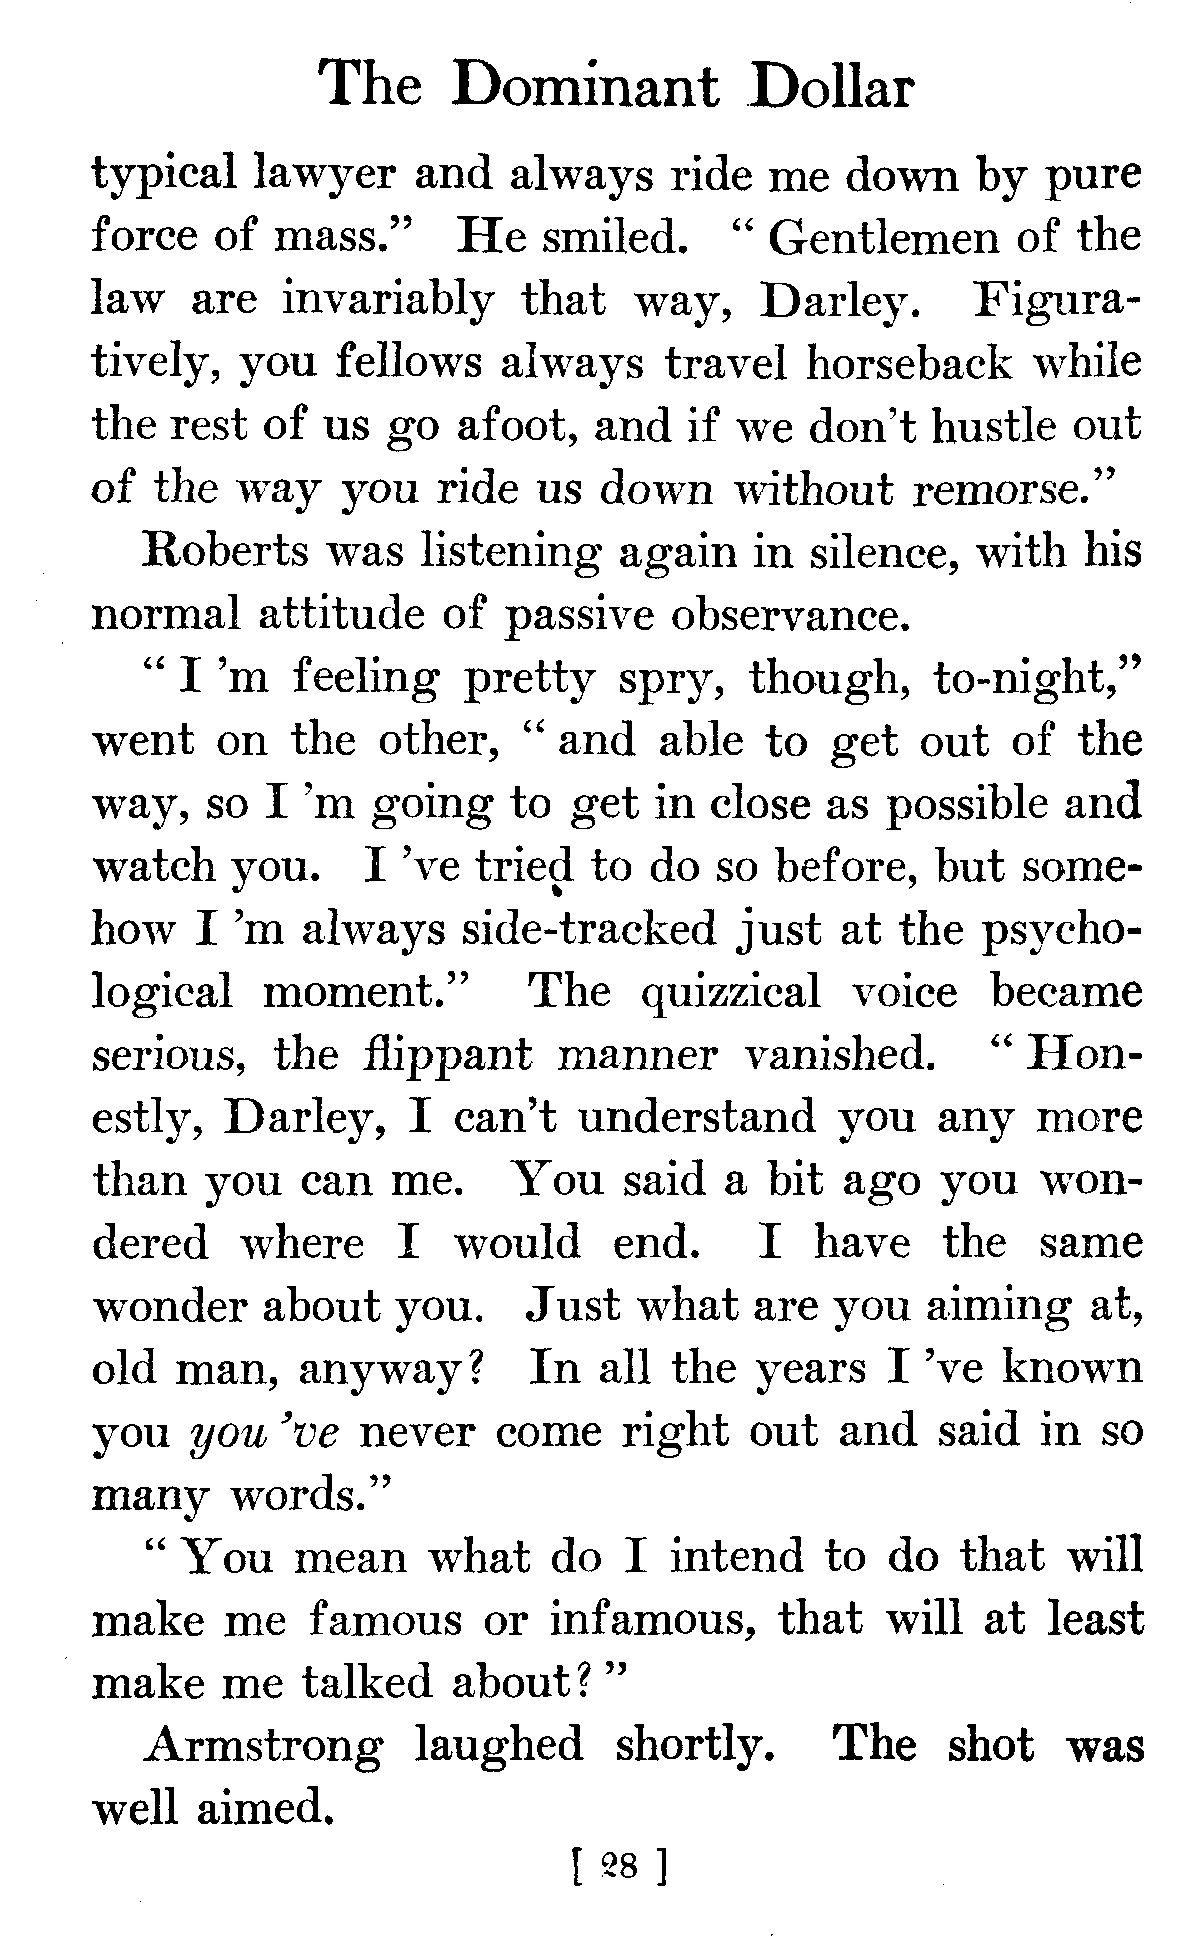 The Dominant Dollar
typical lawyer and always ride me down by pure
force of mass.” He smiled. “ Gentlemen of the
law are invariably that way, Darley. Figura-
tively, you fellows always travel horseback while
the rest of us go afoot, and if we don’t hustle out
of the way you ride us down without remorse.”
Roberts was listening again in silence, with his
normal attitude of passive observance.
“ I ’m feeling pretty spry, though, to-night,”
went on the other, “ and able to get out of the
way, so I ’m going to get in close as possible and
watch you. I ’ve tried to do so before, but some-
how I ’m always side-tracked just at the psycho-
logical moment.” The quizzical voice became
serious, the flippant manner vanished. “ Hon-
estly, Darley, I can’t understand you any more
than you can me. You said a bit ago you won-
dered where I would end. I have the same
wonder about you. Just what are you aiming at,
old man, anyway? In all the years I ’ve known
you you ’ve never come right out and said in so
many words.”
“ You mean what do I intend to do that will
make me famous or infamous, that will at least
make me talked about? ”
Armstrong laughed shortly. The shot was
well aimed.
[ 28 ]